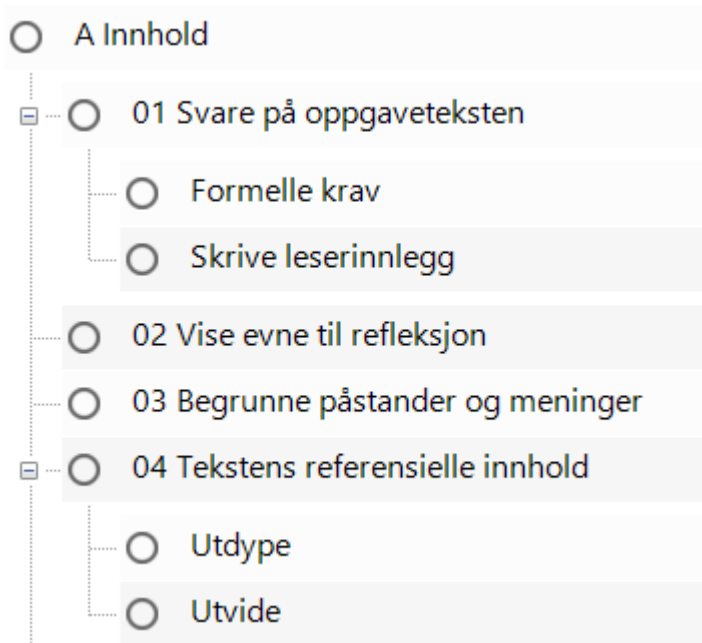 A Innhold
01 Svare på oppgaveteksten
Formelle krav
Skrive leserinnlegg
02 Vise evne til refleksjon
03 Begrunne påstander og meninger
04 Tekstens referensielle innhold
Utdype
Utvide